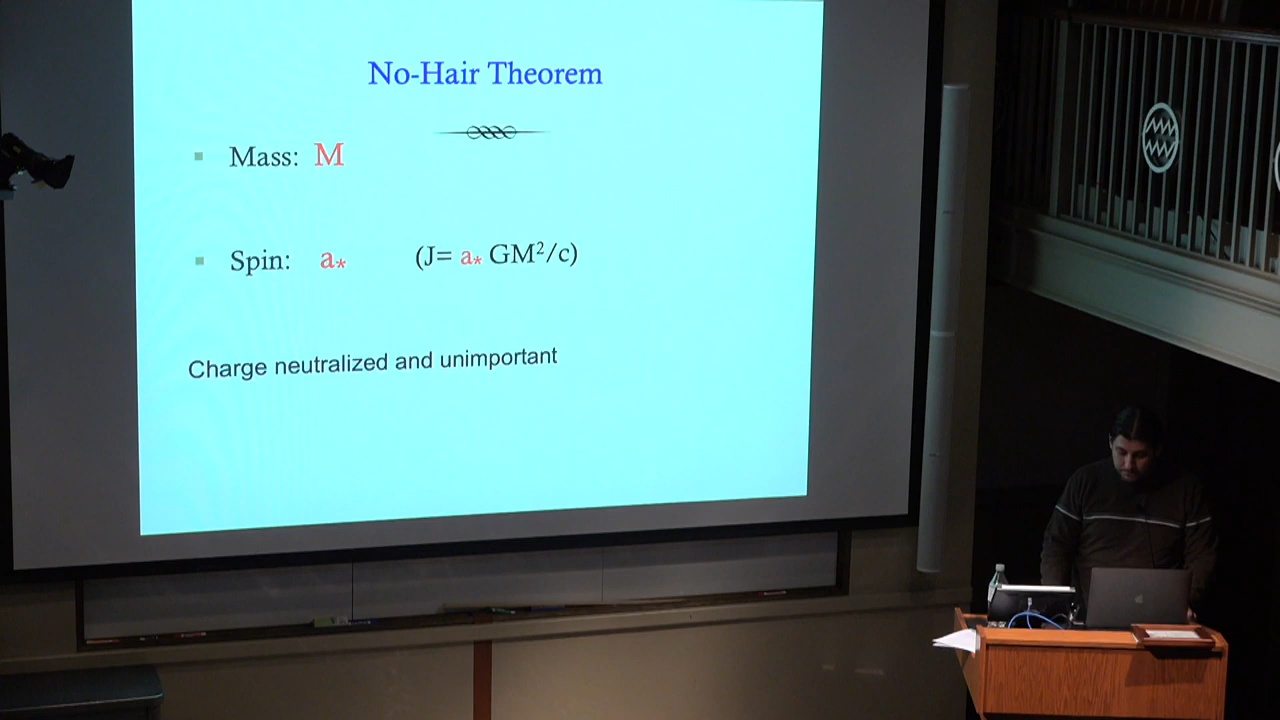 No-Hair Theorem
Mass: M
Spin: a* (J= a* GM²/c)
Charge neutralized and unimportant